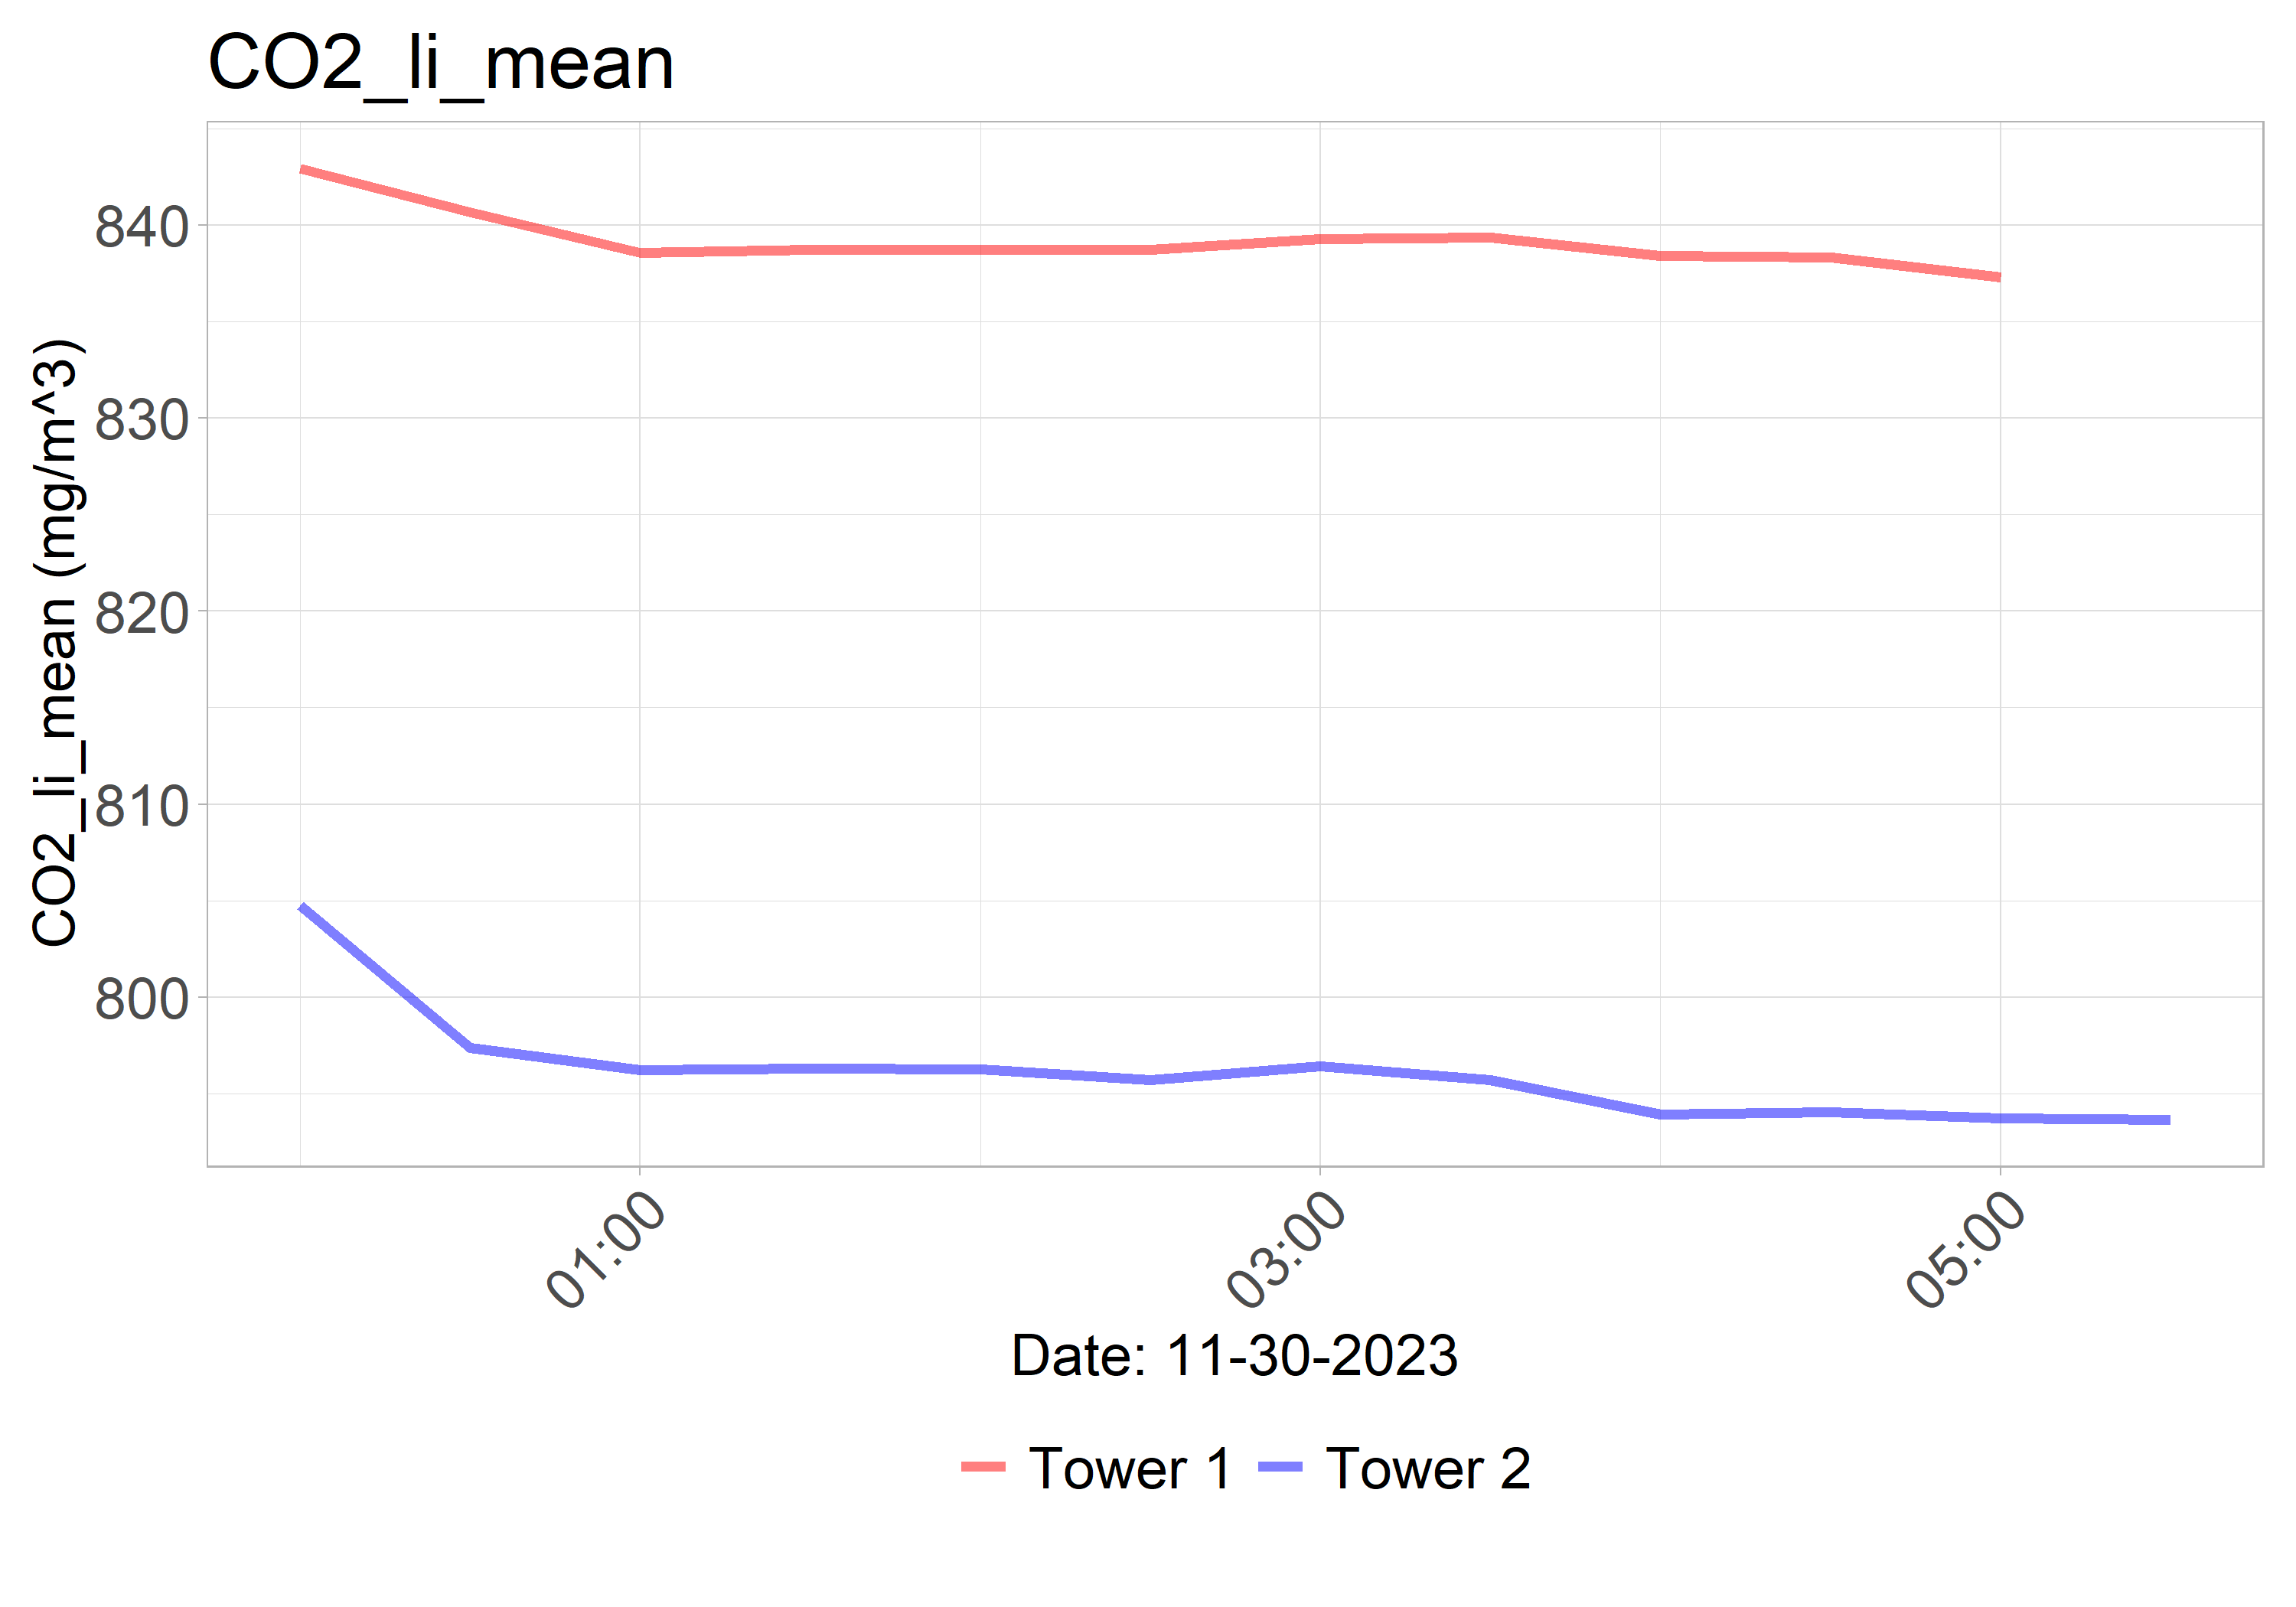 CO2_li_mean
CO2_li_mean (mg/m^3)
840
830
820
810
800
01:00
03:00
05:00
Date: 11-30-2023
Tower 1
Tower 2